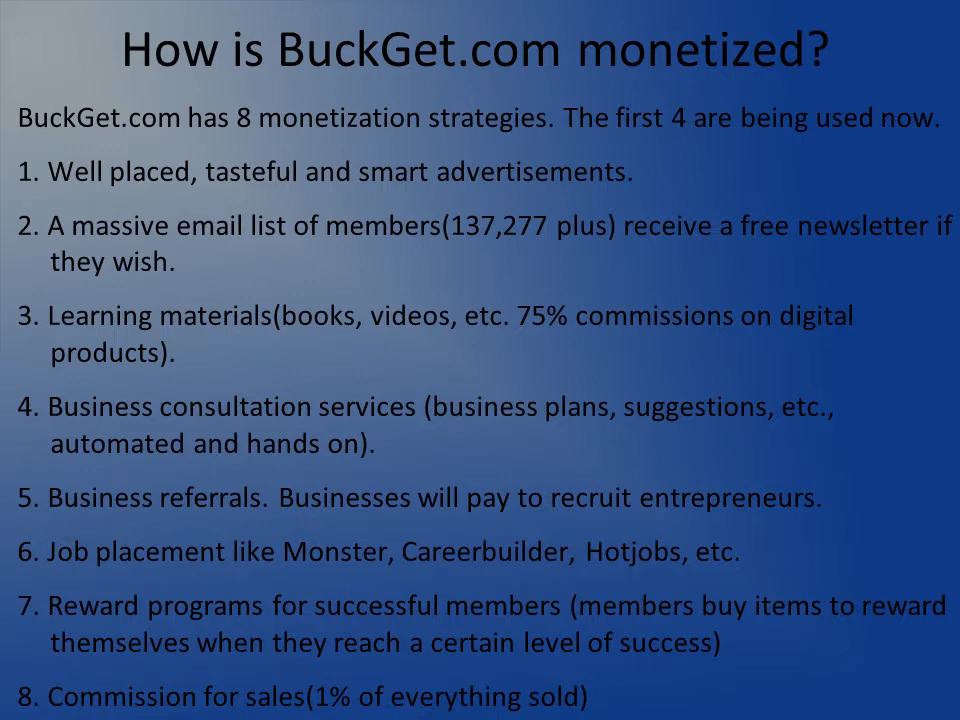 How is BuckGet.com monetized?
BuckGet.com has 8 monetization strategies. The first 4 are being used now.
1. Well placed, tasteful and smart advertisements.
2. A massive email list of members(137,277 plus) receive a free newsletter if
they wish.
3. Learning materials(books, videos, etc. 75% commissions on digital
products).
4. Business consultation services (business plans, suggestions, etc.,
automated and hands on).
5. Business referrals. Businesses will pay to recruit entrepreneurs.
6. Job placement like Monster, Careerbuilder, Hotjobs, etc.
7. Reward programs for successful members (members buy items to reward
themselves when they reach a certain level of success)
8. Commission for sales(1% of everything sold)